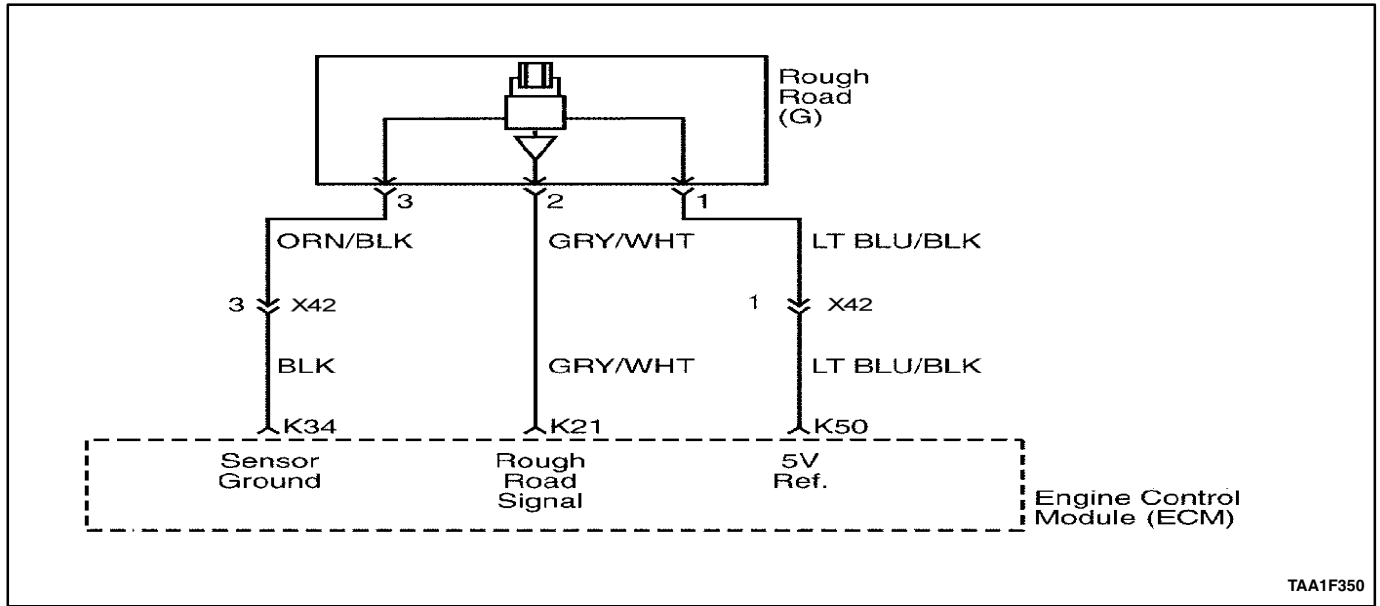 Rough
Road
(G)
3 2 1
ORN/BLK GRY/WHT LT BLU/BLK
3 X42 1 X42
BLK GRY/WHT LT BLU/BLK
K34 K21 K50
Sensor
Ground
Rough
Road
Signal
5V
Ref.
Engine Control
Module (ECM)
TAA1F350